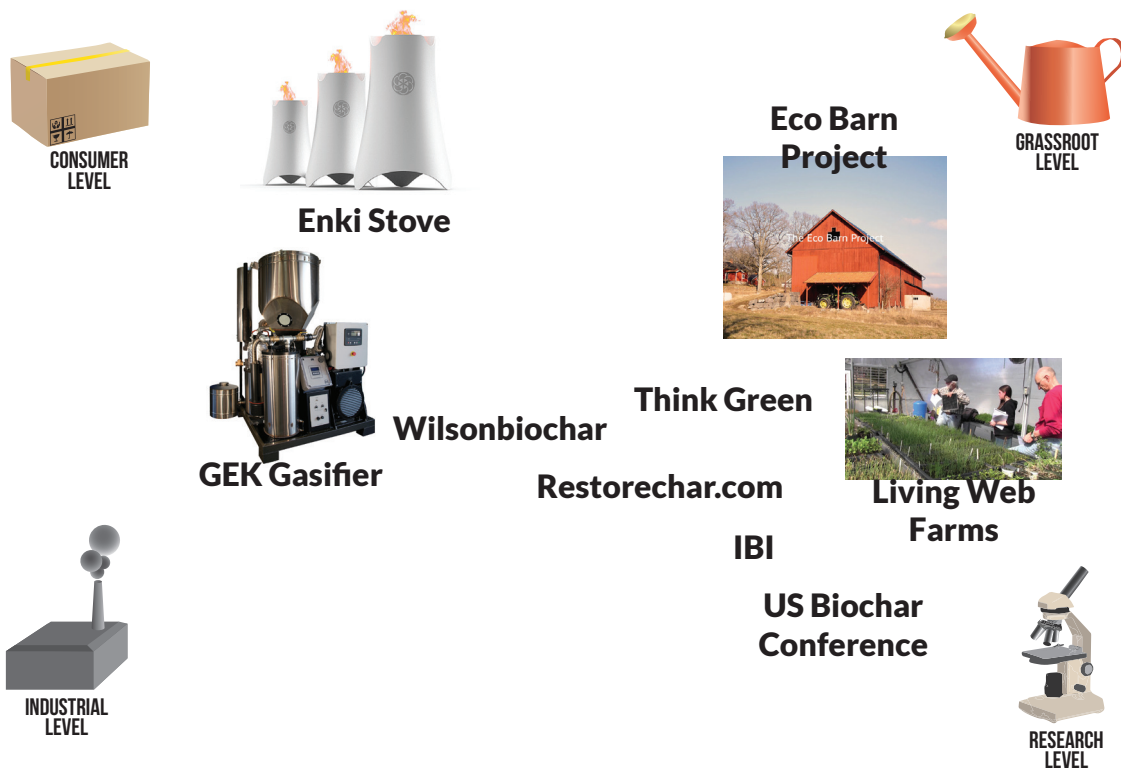 CONSUMER
LEVEL
GRASSROOT
LEVEL
Eco Barn
Project
The Eco Barn Project
Enki Stove
Think Green
Wilsonbiochar
GEK Gasifier
Restorechar.com
Living Web
Farms
IBI
US Biochar
Conference
INDUSTRIAL
LEVEL
RESEARCH
LEVEL